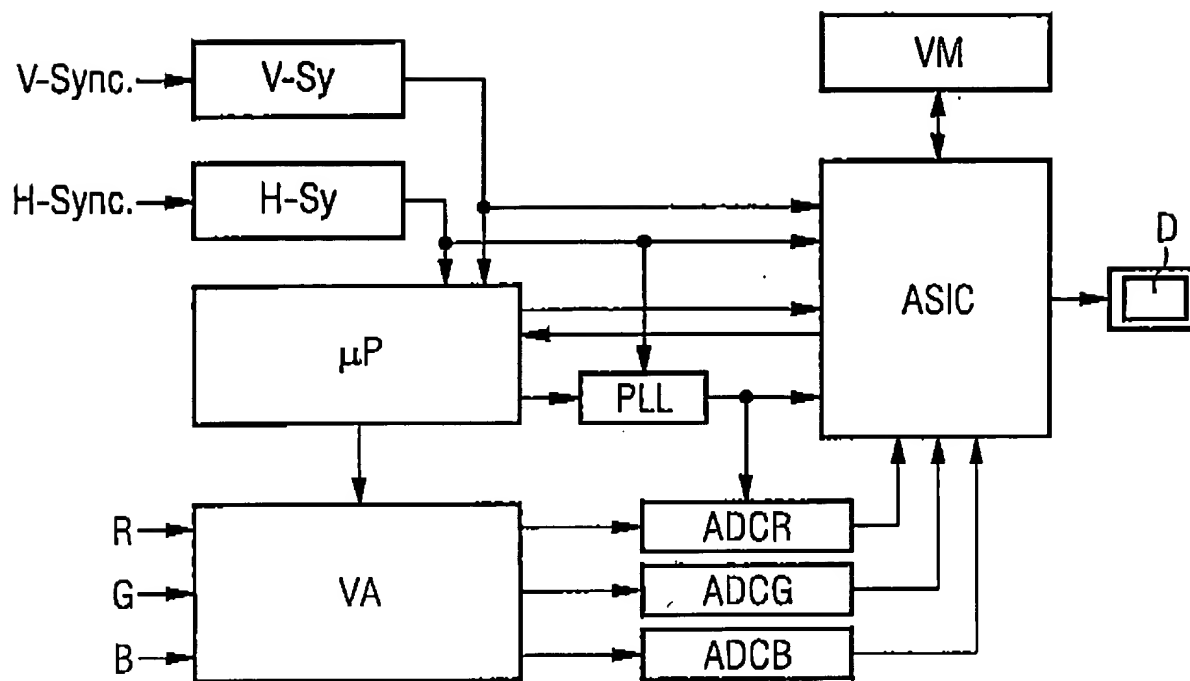 V-Sync.
V-Sy
VM
H-Sync.
H-Sy
D
ASIC
μP
PLL
R
ADCR
G
VA
ADCG
B
ADCB